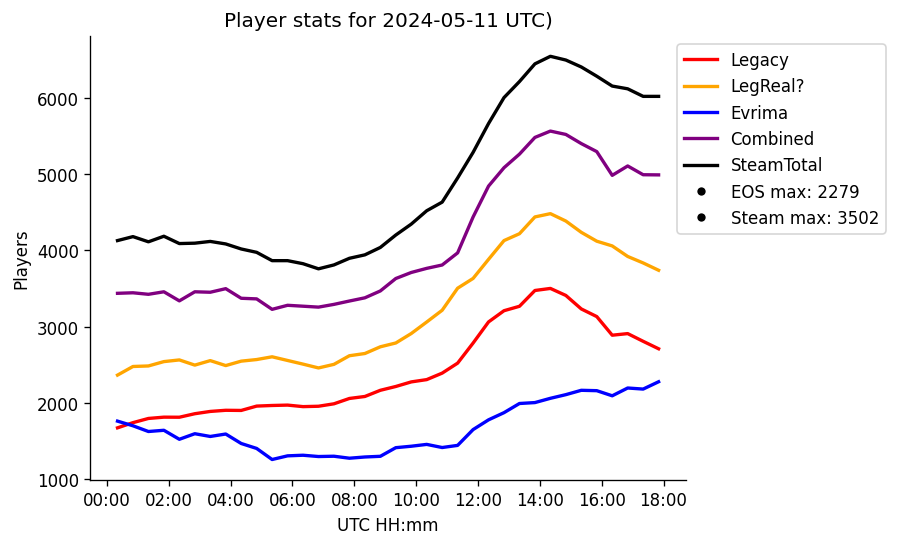 Player stats for 2024-05-11 UTC)
Legacy
LegReal?
Evrima
Combined
SteamTotal
EOS max: 2279
Steam max: 3502
Players
6000
5000
4000
3000
2000
1000
00:00 02:00 04:00 06:00 08:00 10:00 12:00 14:00 16:00 18:00
UTC HH:mm